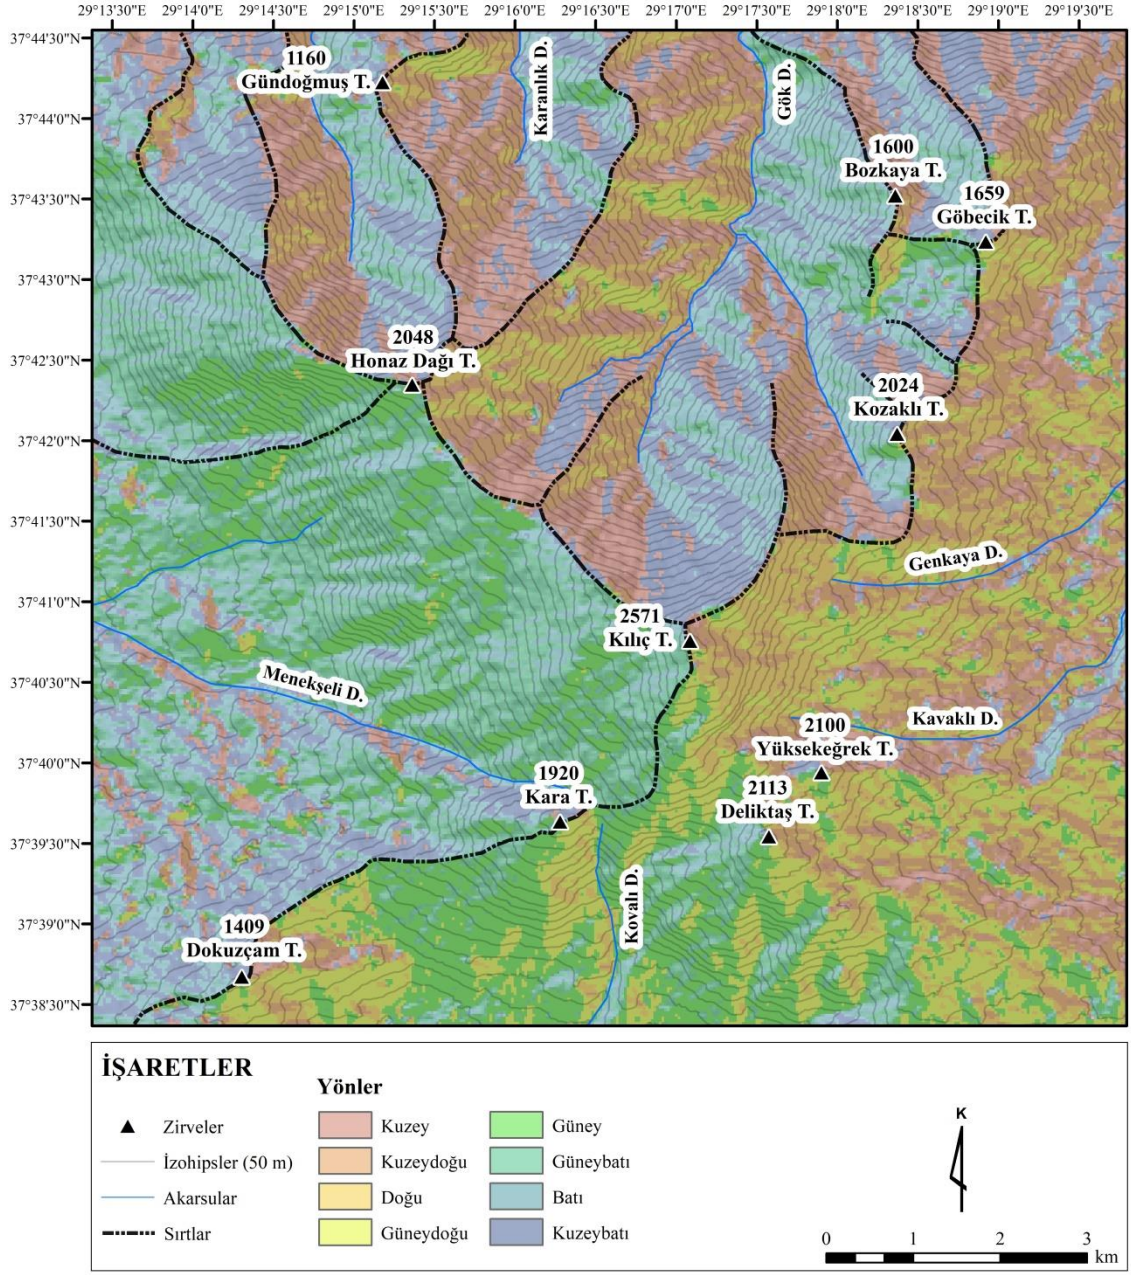 29°13'30"E 29°14'0"E 29°14'30"E 29°15'0"E 29°15'30"E 29°16'0"E 29°16'30"E 29°17'0"E 29°17'30"E 29°18'0"E 29°18'30"E 29°19'0"E 29°19'30"E
37°44'30"N
1160
Gündoğmuş T.
Karanlık D.
Gök D.
37°44'0"N
1600
Bozkaya T.
37°43'30"N
1659
Göbecik T.
37°43'0"N
2048
Honaz Dağı T.
37°42'30"N
2024
Kozaklı T.
37°42'0"N
37°41'30"N
Genkaya D.
37°41'0"N
2571
Kılıç T.
37°40'30"N
Menekşeli D.
Kavaklı D.
2100
Yüksekeğrek T.
37°40'0"N
1920
Kara T.
2113
Deliktaş T.
37°39'30"N
Kovalı D.
37°39'0"N
1409
Dokuzçam T.
37°38'30"N
İŞARETLER
Zirveler
İzohipsler (50 m)
Akarsular
Sırtlar
Yönler
Kuzey
Kuzeydoğu
Doğu
Güneydoğu
Güney
Güneybatı
Batı
Kuzeybatı
K
0 1 2 3
km